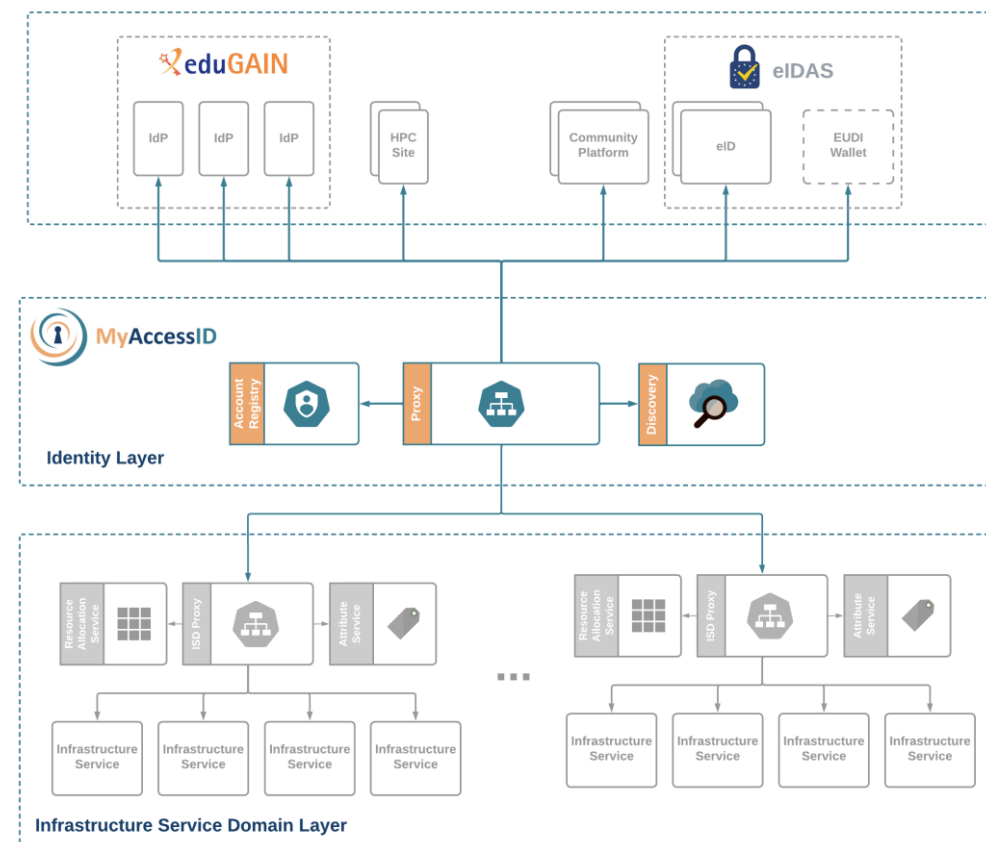 eduGAIN
eIDAS
IdP
IdP
IdP
HPC
Site
Community
Platform
eID
EUDI
Wallet
MyAccessID
Account
Registry
Proxy
Discovery
Identity Layer
Resource
Allocation
Service
ISD Proxy
Attribute
Service
Resource
Allocation
Service
ISD Proxy
Attribute
Service
...
Infrastructure
Service
Infrastructure
Service
Infrastructure
Service
Infrastructure
Service
Infrastructure
Service
Infrastructure
Service
Infrastructure
Service
Infrastructure
Service
Infrastructure Service Domain Layer